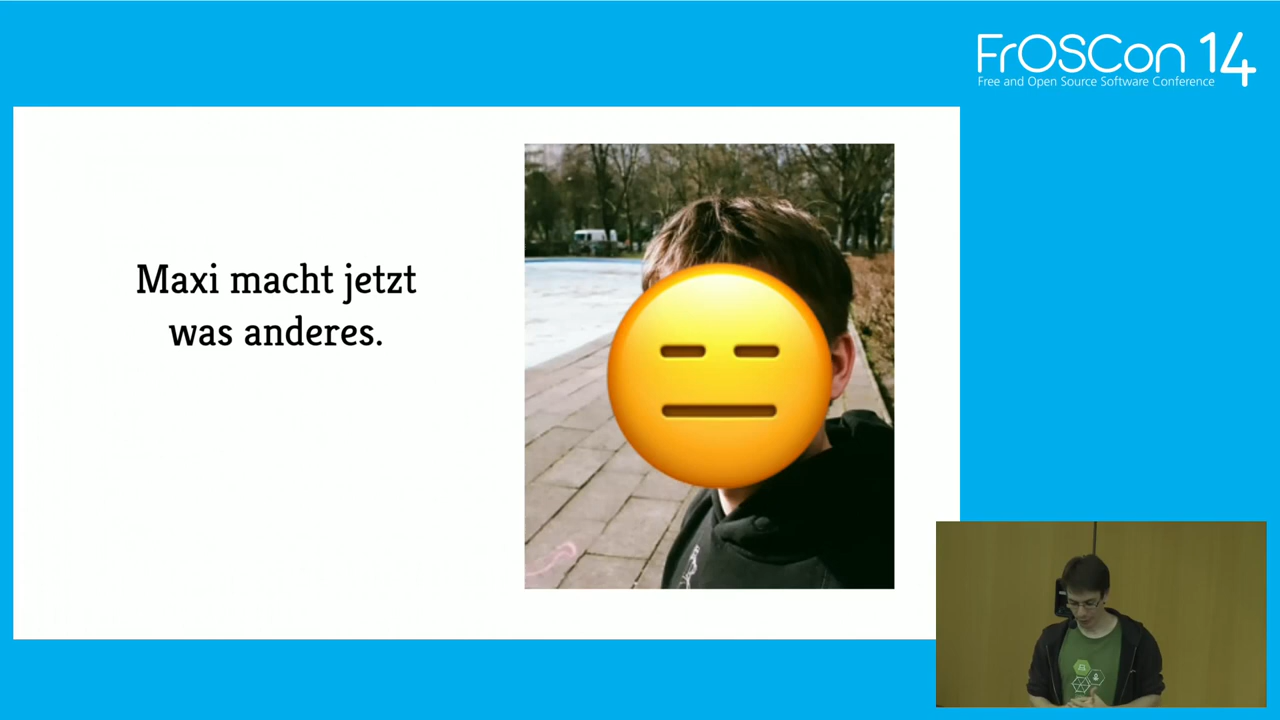 FrOSCon 14
Free and Open Source Software Conference
Maxi macht jetzt
was anderes.